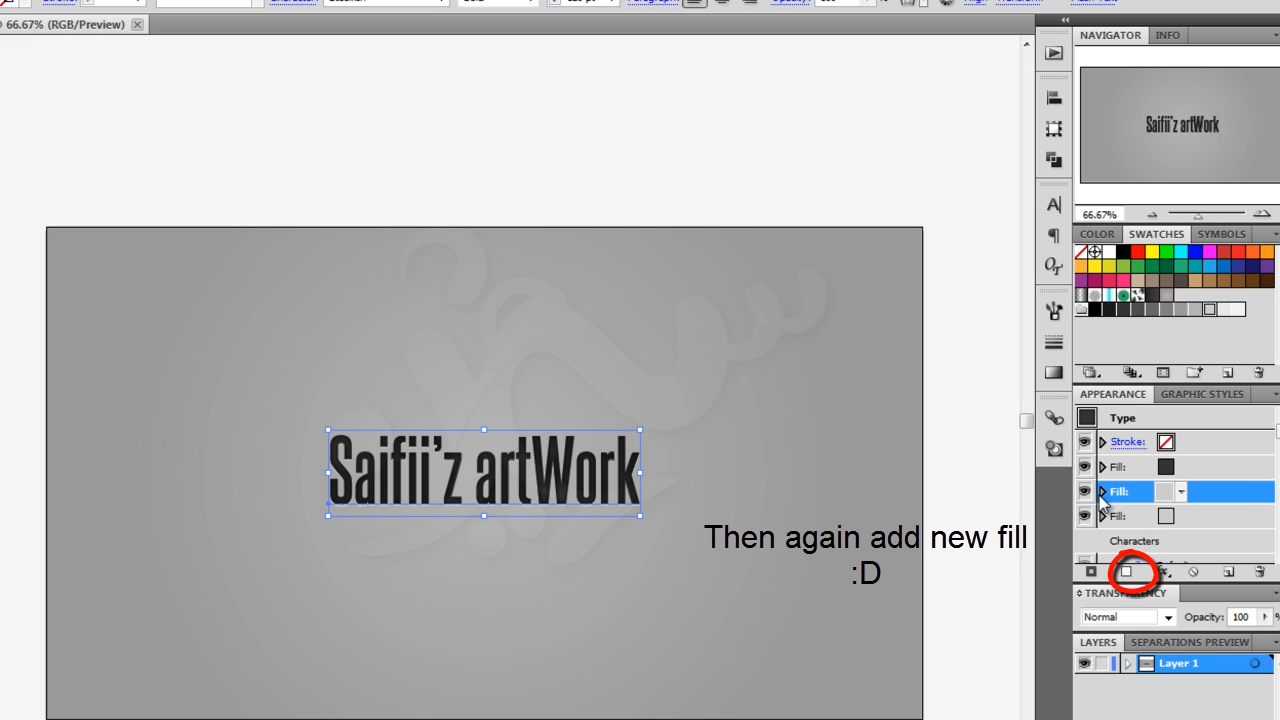 66.67% (RGB/Preview)
NAVIGATOR INFO
Saifii'z artWork
66.67%
COLOR SWATCHES SYMBOLS
APPEARANCE GRAPHIC STYLES
Type
Stroke:
Fill:
Fill:
Fill:
Characters
Saifii'z artWork
Then again add new fill
:D
TRANSPARENCY
Normal Opacity: 100 %
LAYERS SEPARATIONS PREVIEW
Layer 1